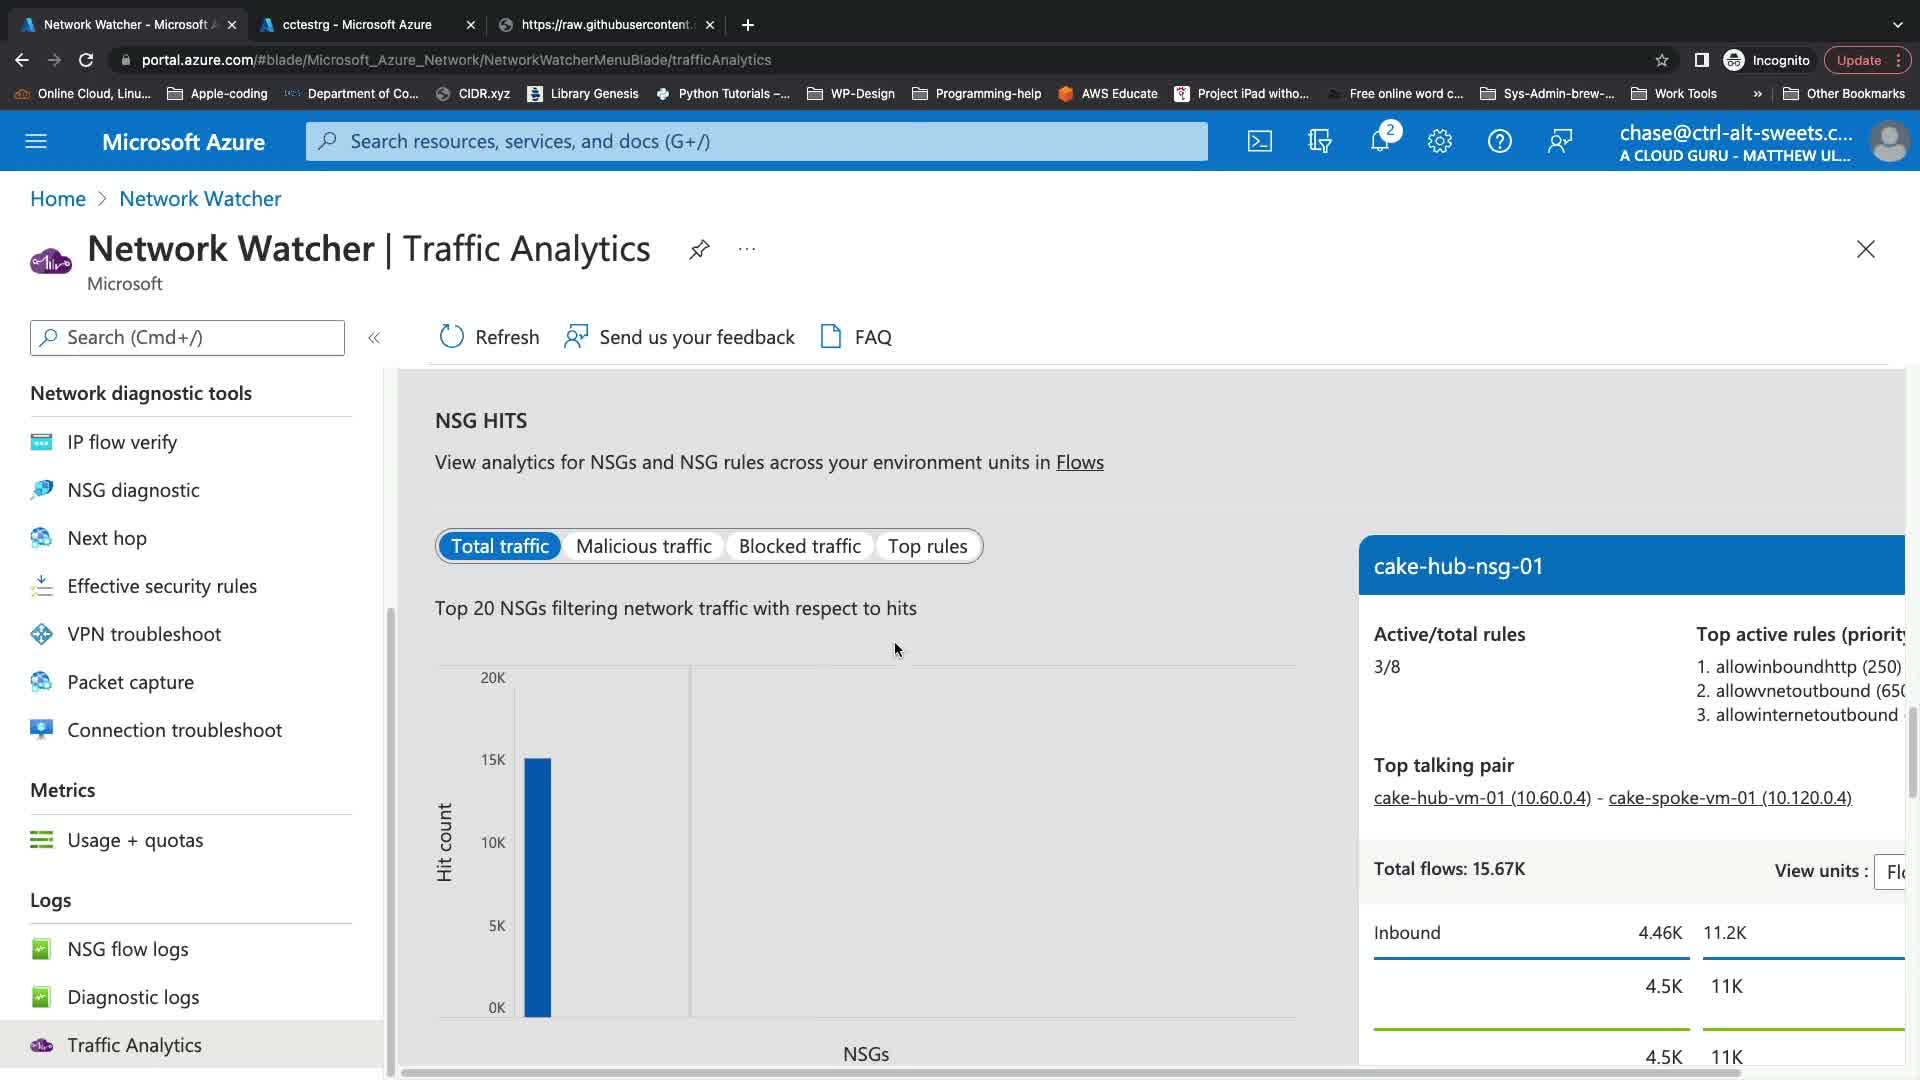 Network Watcher - Microsoft A
cctestrg - Microsoft Azure
https://raw.githubusercontent.
portal.azure.com/#blade/Microsoft_Azure_Network/NetworkWatcherMenuBlade/trafficAnalytics
Incognito
Update
Online Cloud, Linu...
Apple-coding
Department of Co...
CIDR.xyz
Library Genesis
Python Tutorials –...
WP-Design
Programming-help
AWS Educate
Project iPad witho...
Free online word c...
Sys-Admin-brew-...
Work Tools
»
Other Bookmarks
Microsoft Azure
Search resources, services, and docs (G+/)
2
chase@ctrl-alt-sweets.c...
A CLOUD GURU - MATTHEW UL...
Home > Network Watcher
Network Watcher | Traffic Analytics
...
Microsoft
Search (Cmd+/)
«
Refresh
Send us your feedback
FAQ
Network diagnostic tools
IP flow verify
NSG diagnostic
Next hop
Effective security rules
VPN troubleshoot
Packet capture
Connection troubleshoot
Metrics
Usage + quotas
Logs
NSG flow logs
Diagnostic logs
Traffic Analytics
NSG HITS
View analytics for NSGs and NSG rules across your environment units in Flows
Total traffic
Malicious traffic
Blocked traffic
Top rules
Top 20 NSGs filtering network traffic with respect to hits
20K
15K
10K
5K
0K
Hit count
NSGs
cake-hub-nsg-01
Active/total rules
3/8
Top active rules (priority
1. allowinboundhttp (250)
2. allowvnetoutbound (650
3. allowinternetoutbound
Top talking pair
cake-hub-vm-01 (10.60.0.4) - cake-spoke-vm-01 (10.120.0.4)
Total flows: 15.67K
View units :
Flo
Inbound
4.46K
11.2K
4.5K
11K
4.5K
11K